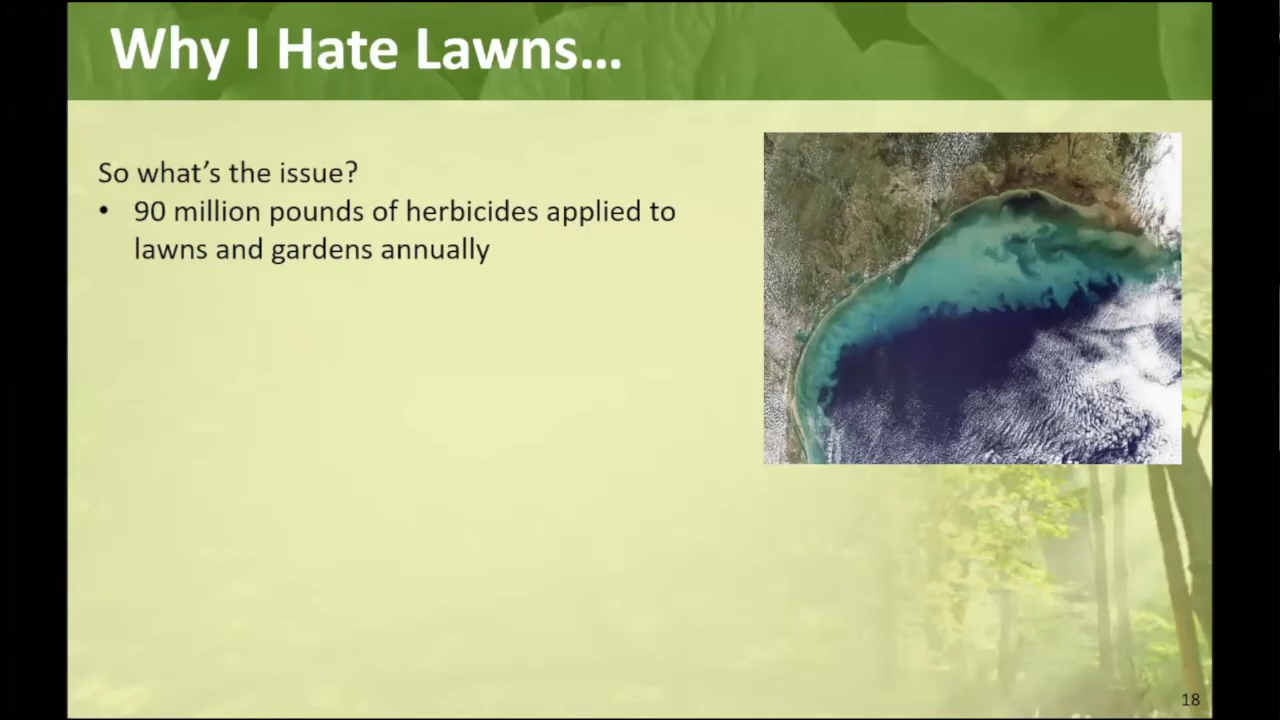 Why I Hate Lawns...
So what’s the issue?
• 90 million pounds of herbicides applied to
lawns and gardens annually
18